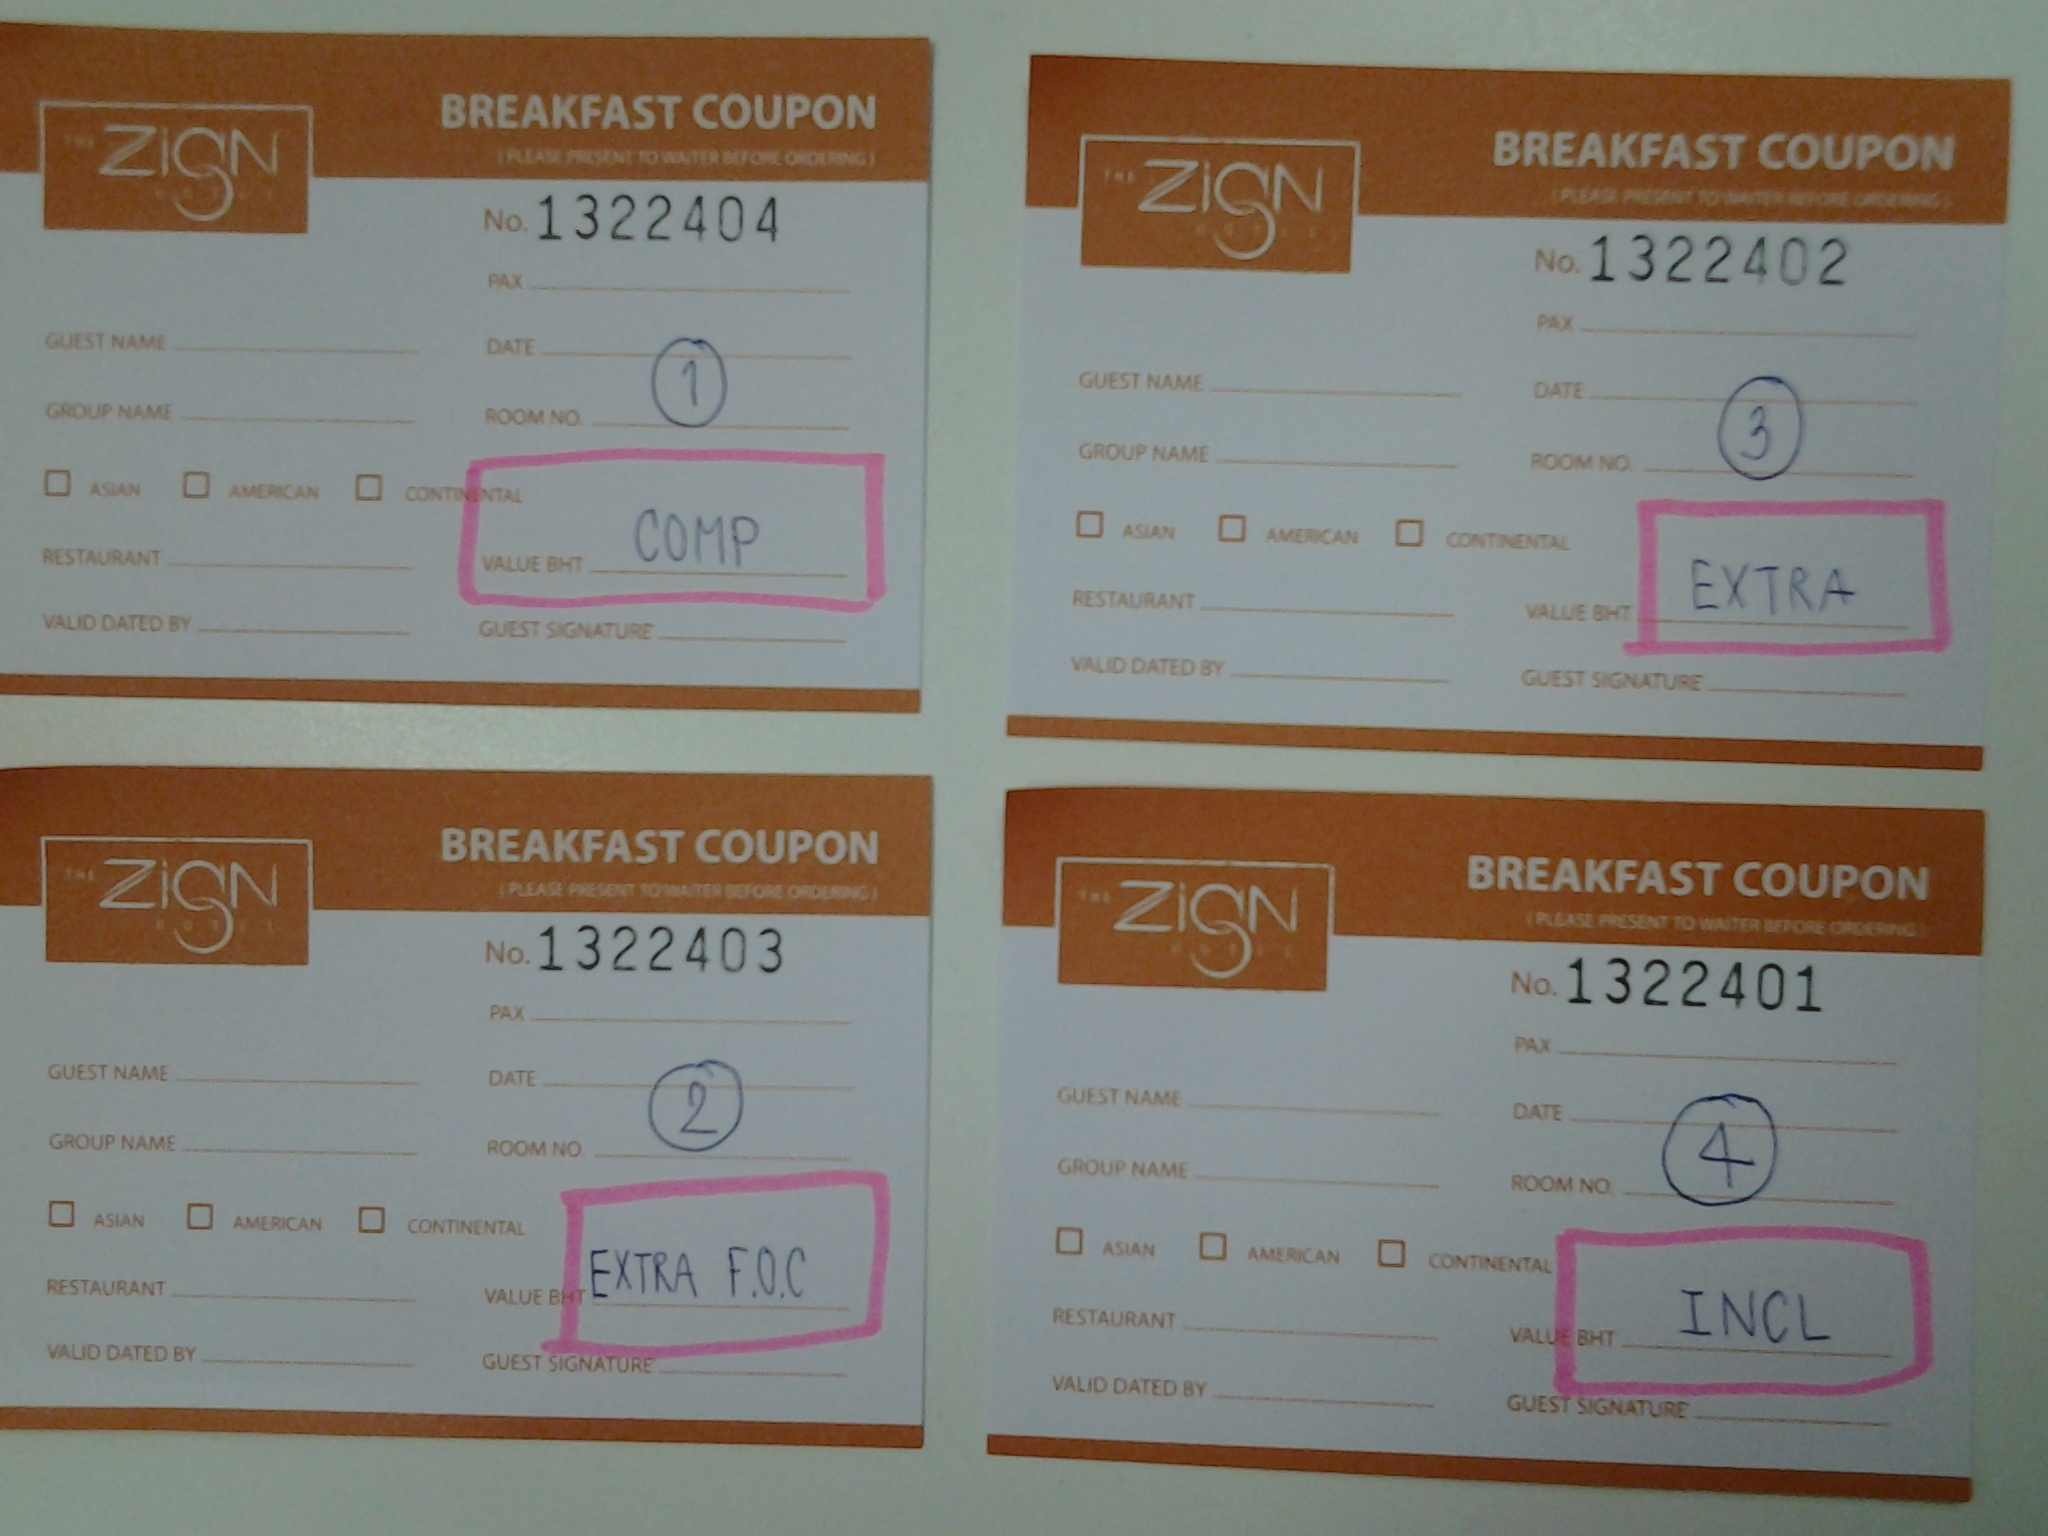 THE ZiGN HOTEL
BREAKFAST COUPON
( PLEASE PRESENT TO WAITER BEFORE ORDERING )
No. 1322404
PAX
GUEST NAME DATE
1
GROUP NAME ROOM NO.
ASIAN AMERICAN CONTINENTAL
RESTAURANT VALUE BHT COMP
VALID DATED BY GUEST SIGNATURE
THE ZiGN HOTEL
BREAKFAST COUPON
( PLEASE PRESENT TO WAITER BEFORE ORDERING )
No. 1322402
PAX
GUEST NAME DATE
3
GROUP NAME ROOM NO.
ASIAN AMERICAN CONTINENTAL
RESTAURANT VALUE BHT EXTRA
VALID DATED BY GUEST SIGNATURE
THE ZiGN HOTEL
BREAKFAST COUPON
( PLEASE PRESENT TO WAITER BEFORE ORDERING )
No. 1322403
PAX
GUEST NAME DATE
2
GROUP NAME ROOM NO.
ASIAN AMERICAN CONTINENTAL
RESTAURANT VALUE BHT EXTRA F.O.C
VALID DATED BY GUEST SIGNATURE
THE ZiGN HOTEL
BREAKFAST COUPON
( PLEASE PRESENT TO WAITER BEFORE ORDERING )
No. 1322401
PAX
GUEST NAME DATE
4
GROUP NAME ROOM NO.
ASIAN AMERICAN CONTINENTAL
RESTAURANT VALUE BHT INCL
VALID DATED BY GUEST SIGNATURE